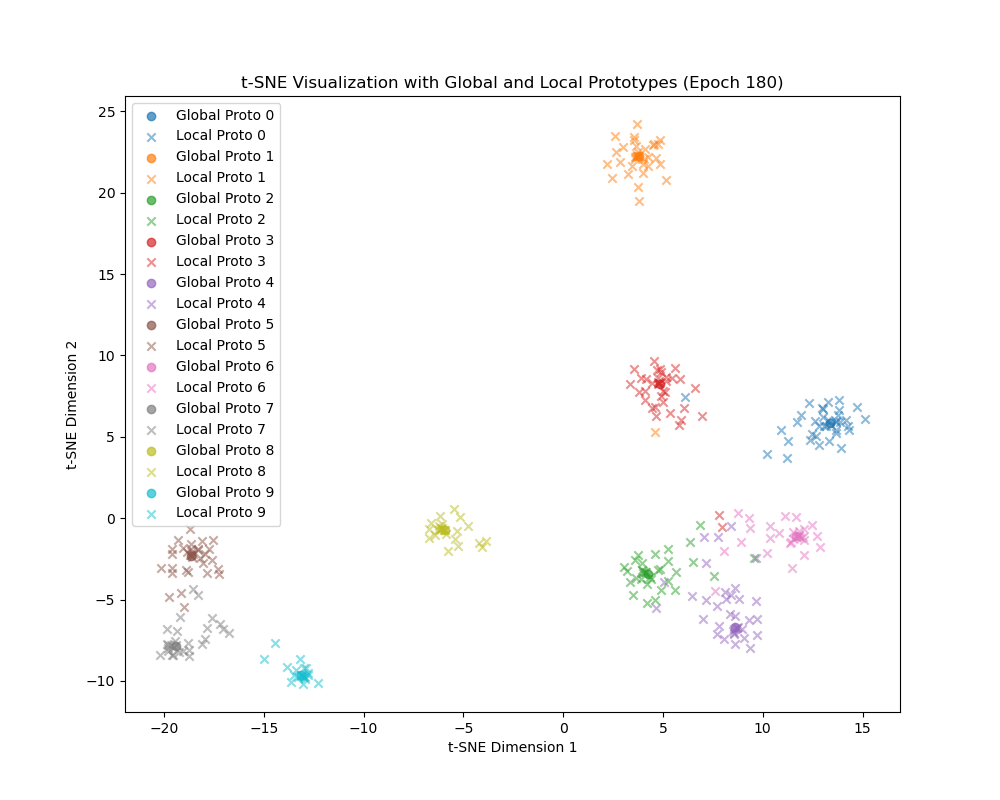 t-SNE Visualization with Global and Local Prototypes (Epoch 180)
Global Proto 0
Local Proto 0
Global Proto 1
Local Proto 1
Global Proto 2
Local Proto 2
Global Proto 3
Local Proto 3
Global Proto 4
Local Proto 4
Global Proto 5
Local Proto 5
Global Proto 6
Local Proto 6
Global Proto 7
Local Proto 7
Global Proto 8
Local Proto 8
Global Proto 9
Local Proto 9
t-SNE Dimension 2
25
20
15
10
5
0
−5
−10
−20 −15 −10 −5 0 5 10 15
t-SNE Dimension 1